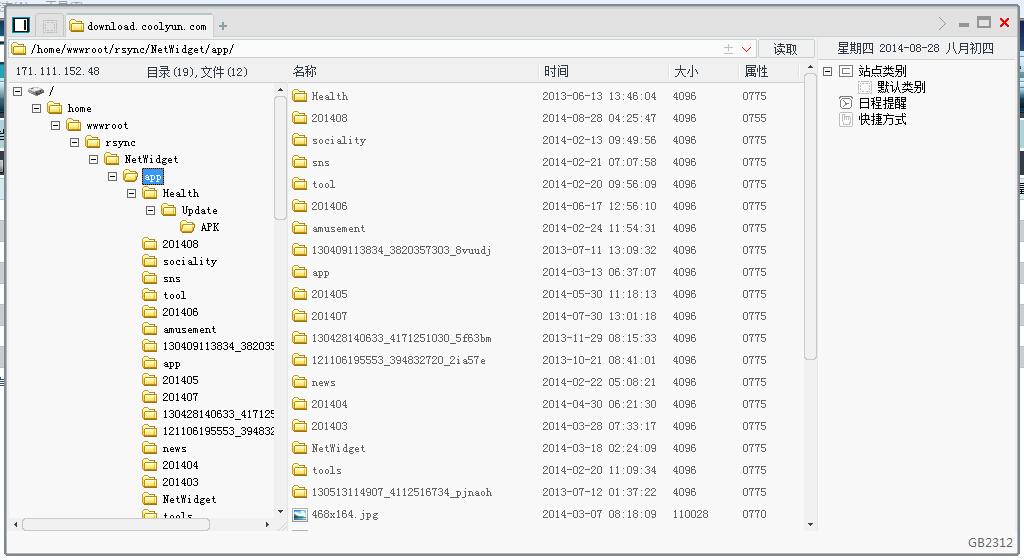 download.coolyun.com
/home/wwwroot/rsync/NetWidget/app/
读取
星期四 2014-08-28 八月初四
171.111.152.48 目录(19),文件(12)
名称 时间 大小 属性
/
home
wwwroot
rsync
NetWidget
app
Health
Update
APK
201408
sociality
sns
tool
201406
amusement
130409113834_382035
app
201405
201407
130428140633_417125
121106195553_394832
news
201404
201403
NetWidget
tools
Health 2013-06-13 13:46:04 4096 0775
201408 2014-08-28 04:25:47 4096 0755
sociality 2014-02-13 09:49:56 4096 0775
sns 2014-02-21 07:07:58 4096 0775
tool 2014-02-20 09:56:09 4096 0775
201406 2014-06-17 12:56:10 4096 0775
amusement 2014-02-24 11:54:31 4096 0775
130409113834_3820357303_8vuudj 2013-07-11 13:09:32 4096 0775
app 2014-03-13 06:37:07 4096 0775
201405 2014-05-30 11:18:13 4096 0775
201407 2014-07-30 13:01:18 4096 0775
130428140633_4171251030_5f63bm 2013-11-29 08:15:33 4096 0775
121106195553_394832720_2ia57e 2013-10-21 08:41:01 4096 0775
news 2014-02-22 05:08:21 4096 0775
201404 2014-04-30 06:21:30 4096 0775
201403 2014-03-28 07:33:17 4096 0775
NetWidget 2014-03-18 02:24:09 4096 0775
tools 2014-02-20 11:09:34 4096 0775
130513114907_4112516734_pjnaoh 2013-07-12 01:37:22 4096 0775
468x164.jpg 2014-03-07 08:18:09 110028 0770
站点类别
默认类别
日程提醒
快捷方式
GB2312